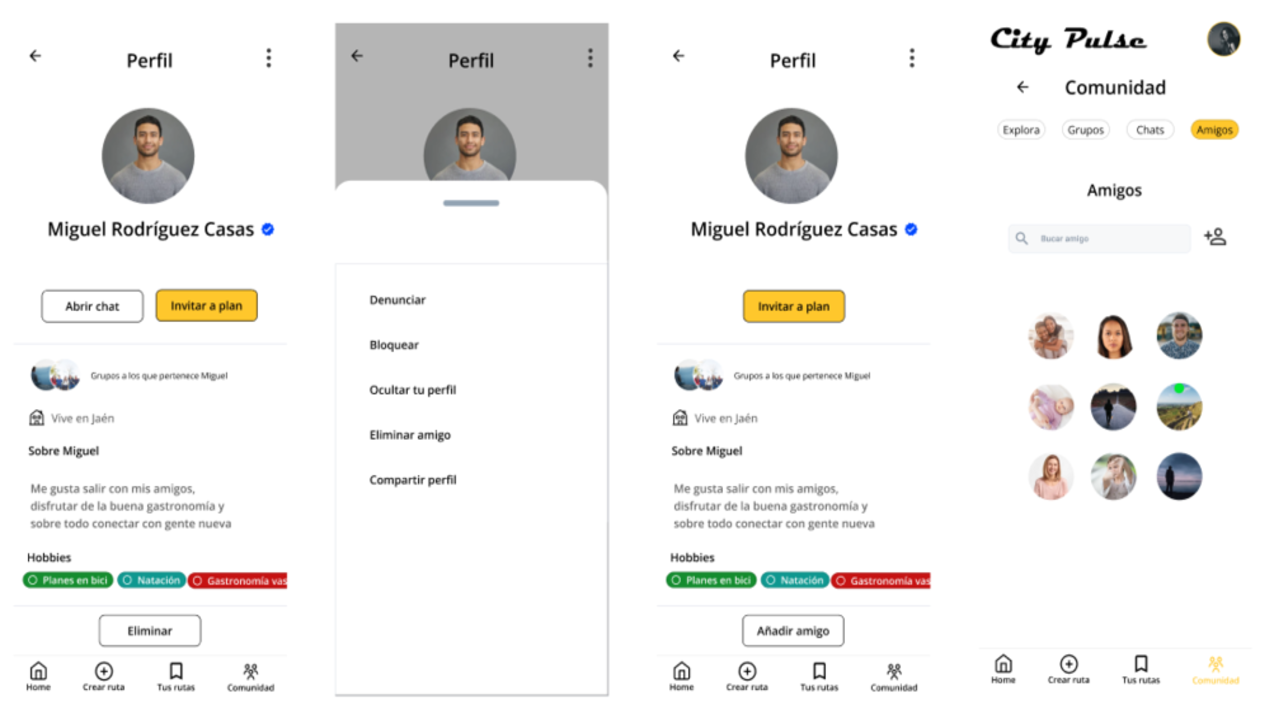 Perfil
Miguel Rodríguez Casas
Abrir chat
Invitar a plan
Grupos a los que pertenece Miguel
Vive en Jaén
Sobre Miguel
Me gusta salir con mis amigos,
disfrutar de la buena gastronomía y
sobre todo conectar con gente nueva
Hobbies
Planes en bici
Natación
Gastronomía vas
Eliminar
Home
Crear ruta
Tus rutas
Comunidad
Perfil
Denunciar
Bloquear
Ocultar tu perfil
Eliminar amigo
Compartir perfil
Perfil
Miguel Rodríguez Casas
Invitar a plan
Grupos a los que pertenece Miguel
Vive en Jaén
Sobre Miguel
Me gusta salir con mis amigos,
disfrutar de la buena gastronomía y
sobre todo conectar con gente nueva
Hobbies
Planes en bici
Natación
Gastronomía vas
Añadir amigo
Home
Crear ruta
Tus rutas
Comunidad
City Pulse
Comunidad
Explora
Grupos
Chats
Amigos
Amigos
Bucar amigo
Home
Crear ruta
Tus rutas
Comunidad